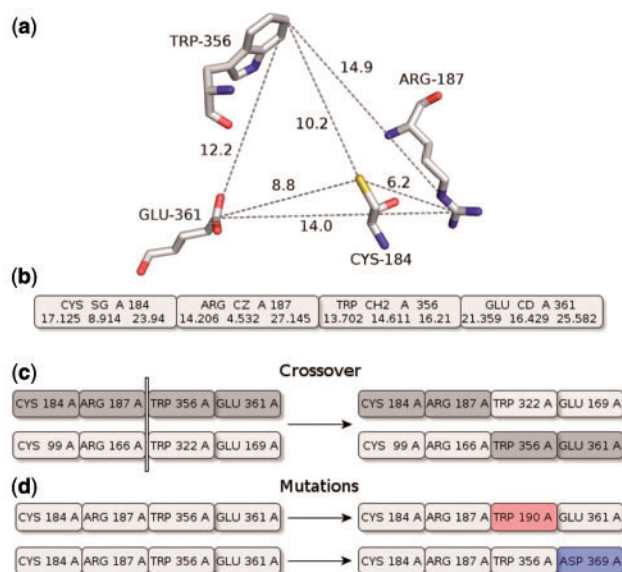 (a)
TRP-356
ARG-187
14.9
10.2
12.2
8.8
6.2
GLU-361
14.0
CYS-184
(b)
CYS SG A 184 ARG CZ A 187 TRP CH2 A 356 GLU CD A 361
17.125 8.914 23.94 14.206 4.532 27.145 13.702 14.611 16.21 21.359 16.429 25.582
(c) Crossover
CYS 184 A ARG 187 A TRP 356 A GLU 361 A CYS 184 A ARG 187 A TRP 322 A GLU 169 A
CYS 99 A ARG 166 A TRP 322 A GLU 169 A CYS 99 A ARG 166 A TRP 356 A GLU 361 A
(d) Mutations
CYS 184 A ARG 187 A TRP 356 A GLU 361 A CYS 184 A ARG 187 A TRP 190 A GLU 361 A
CYS 184 A ARG 187 A TRP 356 A GLU 361 A CYS 184 A ARG 187 A TRP 356 A ASP 369 A